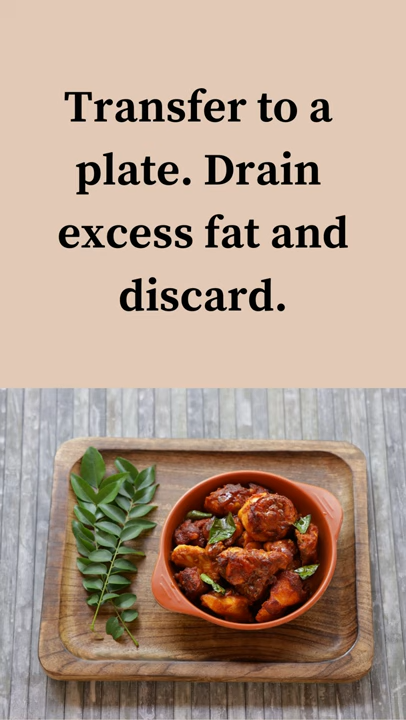 Transfer to a
plate. Drain
excess fat and
discard.